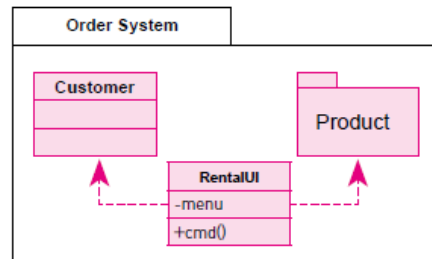 Order System
Customer
Product
RentalUI
-menu
+cmd()